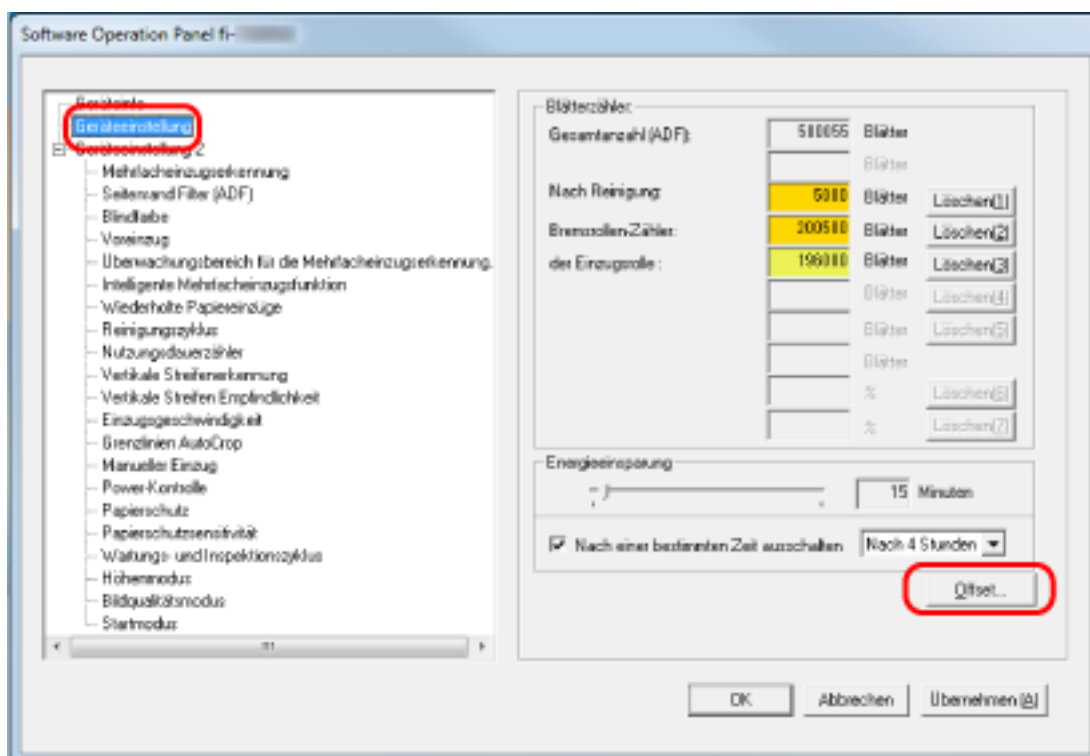 Software Operation Panel fi-
Geräteinfo
Geräteeinstellung
Geräteeinstellung 2
Mehrfacheinzugserkennung
Seitenrand Filter (ADF)
Blindfarbe
Voreinzug
Überwachungsbereich für die Mehrfacheinzugserkennung.
Intelligente Mehrfacheinzugsfunktion
Wiederholte Papiereinzüge
Reinigungszyklus
Nutzungsdauerzähler
Vertikale Streifenerkennung
Vertikale Streifen Empfindlichkeit
Einzugsgeschwindigkeit
Grenzlinien AutoCrop
Manueller Einzug
Power-Kontrolle
Papierschutz
Papierschutzsensitivität
Wartungs- und Inspektionszyklus
Höhenmodus
Bildqualitätsmodus
Startmodus
Blätterzähler:
Gesamtanzahl (ADF): 510055 Blätter
Blätter
Nach Reinigung: 5000 Blätter Löschen(1)
Bremsrollen-Zähler: 200500 Blätter Löschen(2)
der Einzugsrolle : 196000 Blätter Löschen(3)
Blätter Löschen(4)
Blätter Löschen(5)
Blätter
% Löschen(6)
% Löschen(7)
Energieeinsparung
15 Minuten
Nach einer bestimmten Zeit ausschalten Nach 4 Stunden
Offset...
OK Abbrechen Übernehmen (A)